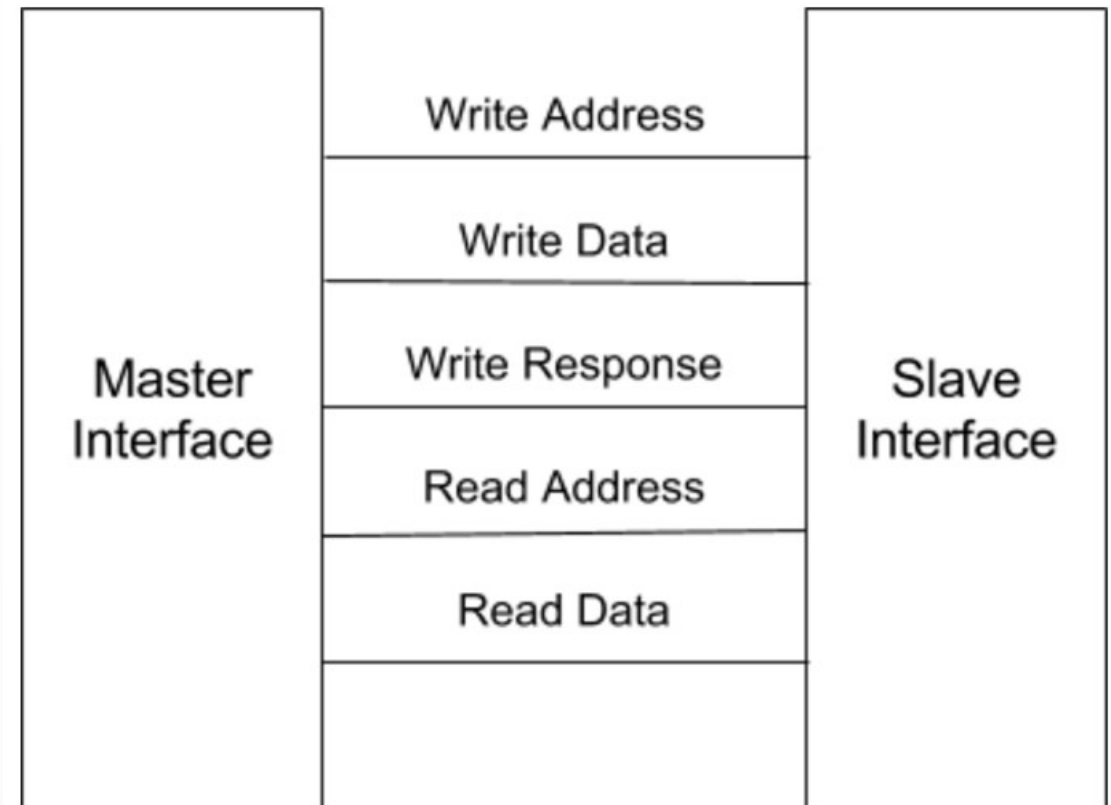 Write Address
Write Data
Master
Interface
Write Response
Slave
Interface
Read Address
Read Data